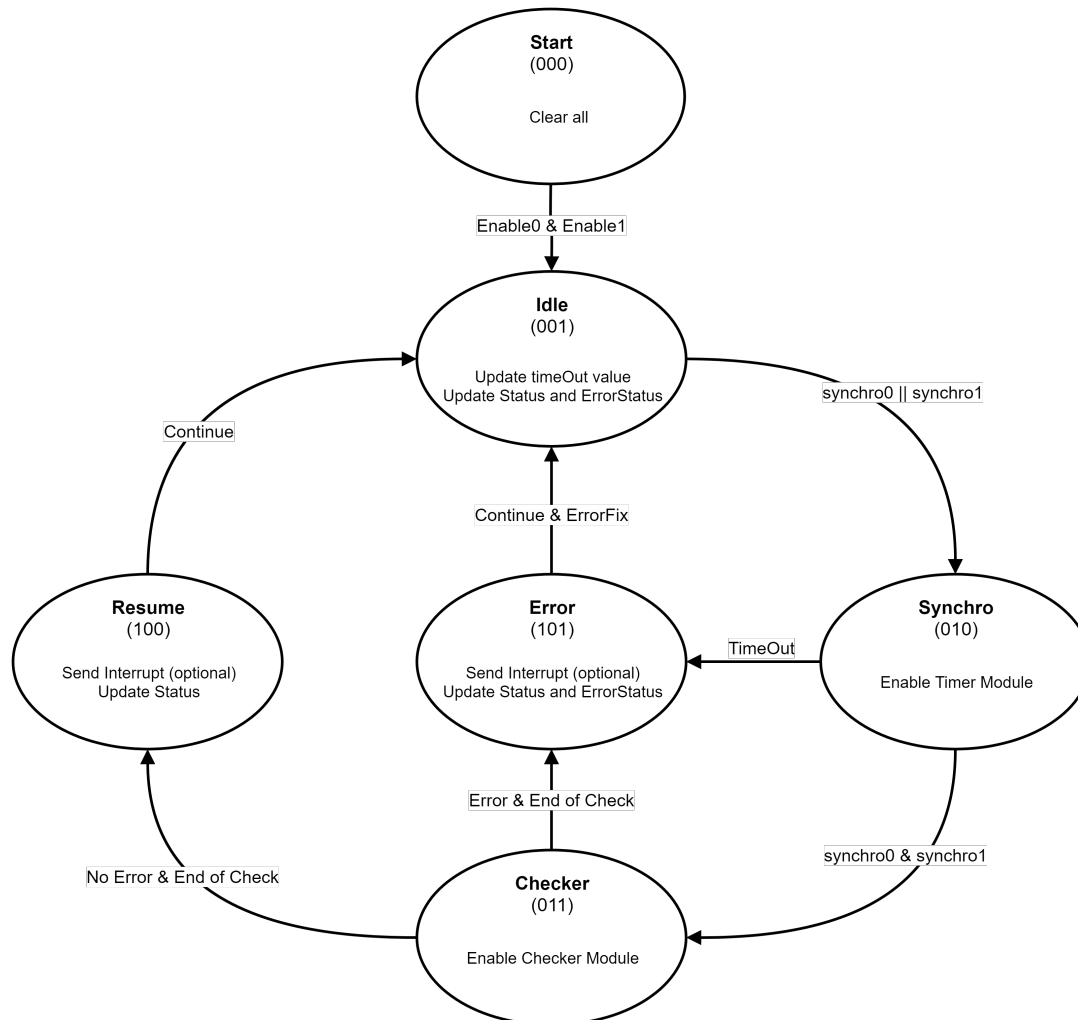 Start
(000)
Clear all
Enable0 & Enable1
Idle
(001)
Update timeOut value
Update Status and ErrorStatus
synchro0 || synchro1
Continue
Continue & ErrorFix
Resume
(100)
Send Interrupt (optional)
Update Status
Error
(101)
Send Interrupt (optional)
Update Status and ErrorStatus
TimeOut
Synchro
(010)
Enable Timer Module
Error & End of Check
synchro0 & synchro1
No Error & End of Check
Checker
(011)
Enable Checker Module